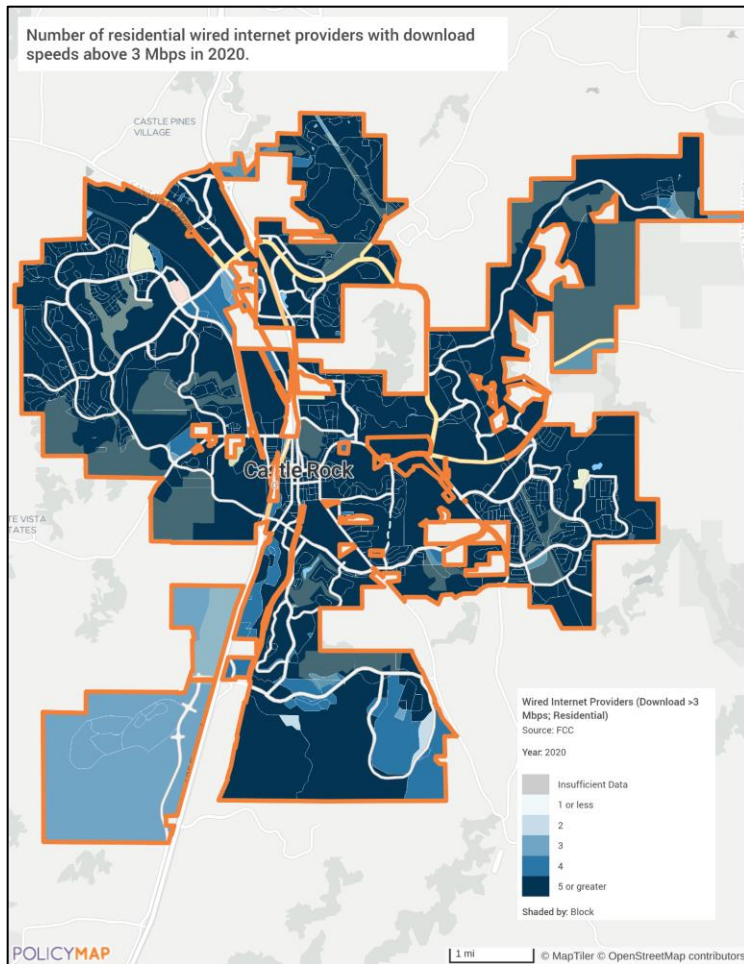 Number of residential wired internet providers with download
speeds above 3 Mbps in 2020.
CASTLE PINES
VILLAGE
Castle Rock
TE VISTA
TATES
Wired Internet Providers (Download >3
Mbps; Residential)
Source: FCC
Year: 2020
Insufficient Data
1 or less
2
3
4
5 or greater
Shaded by: Block
POLICYMAP
1 mi
© MapTiler © OpenStreetMap contributors